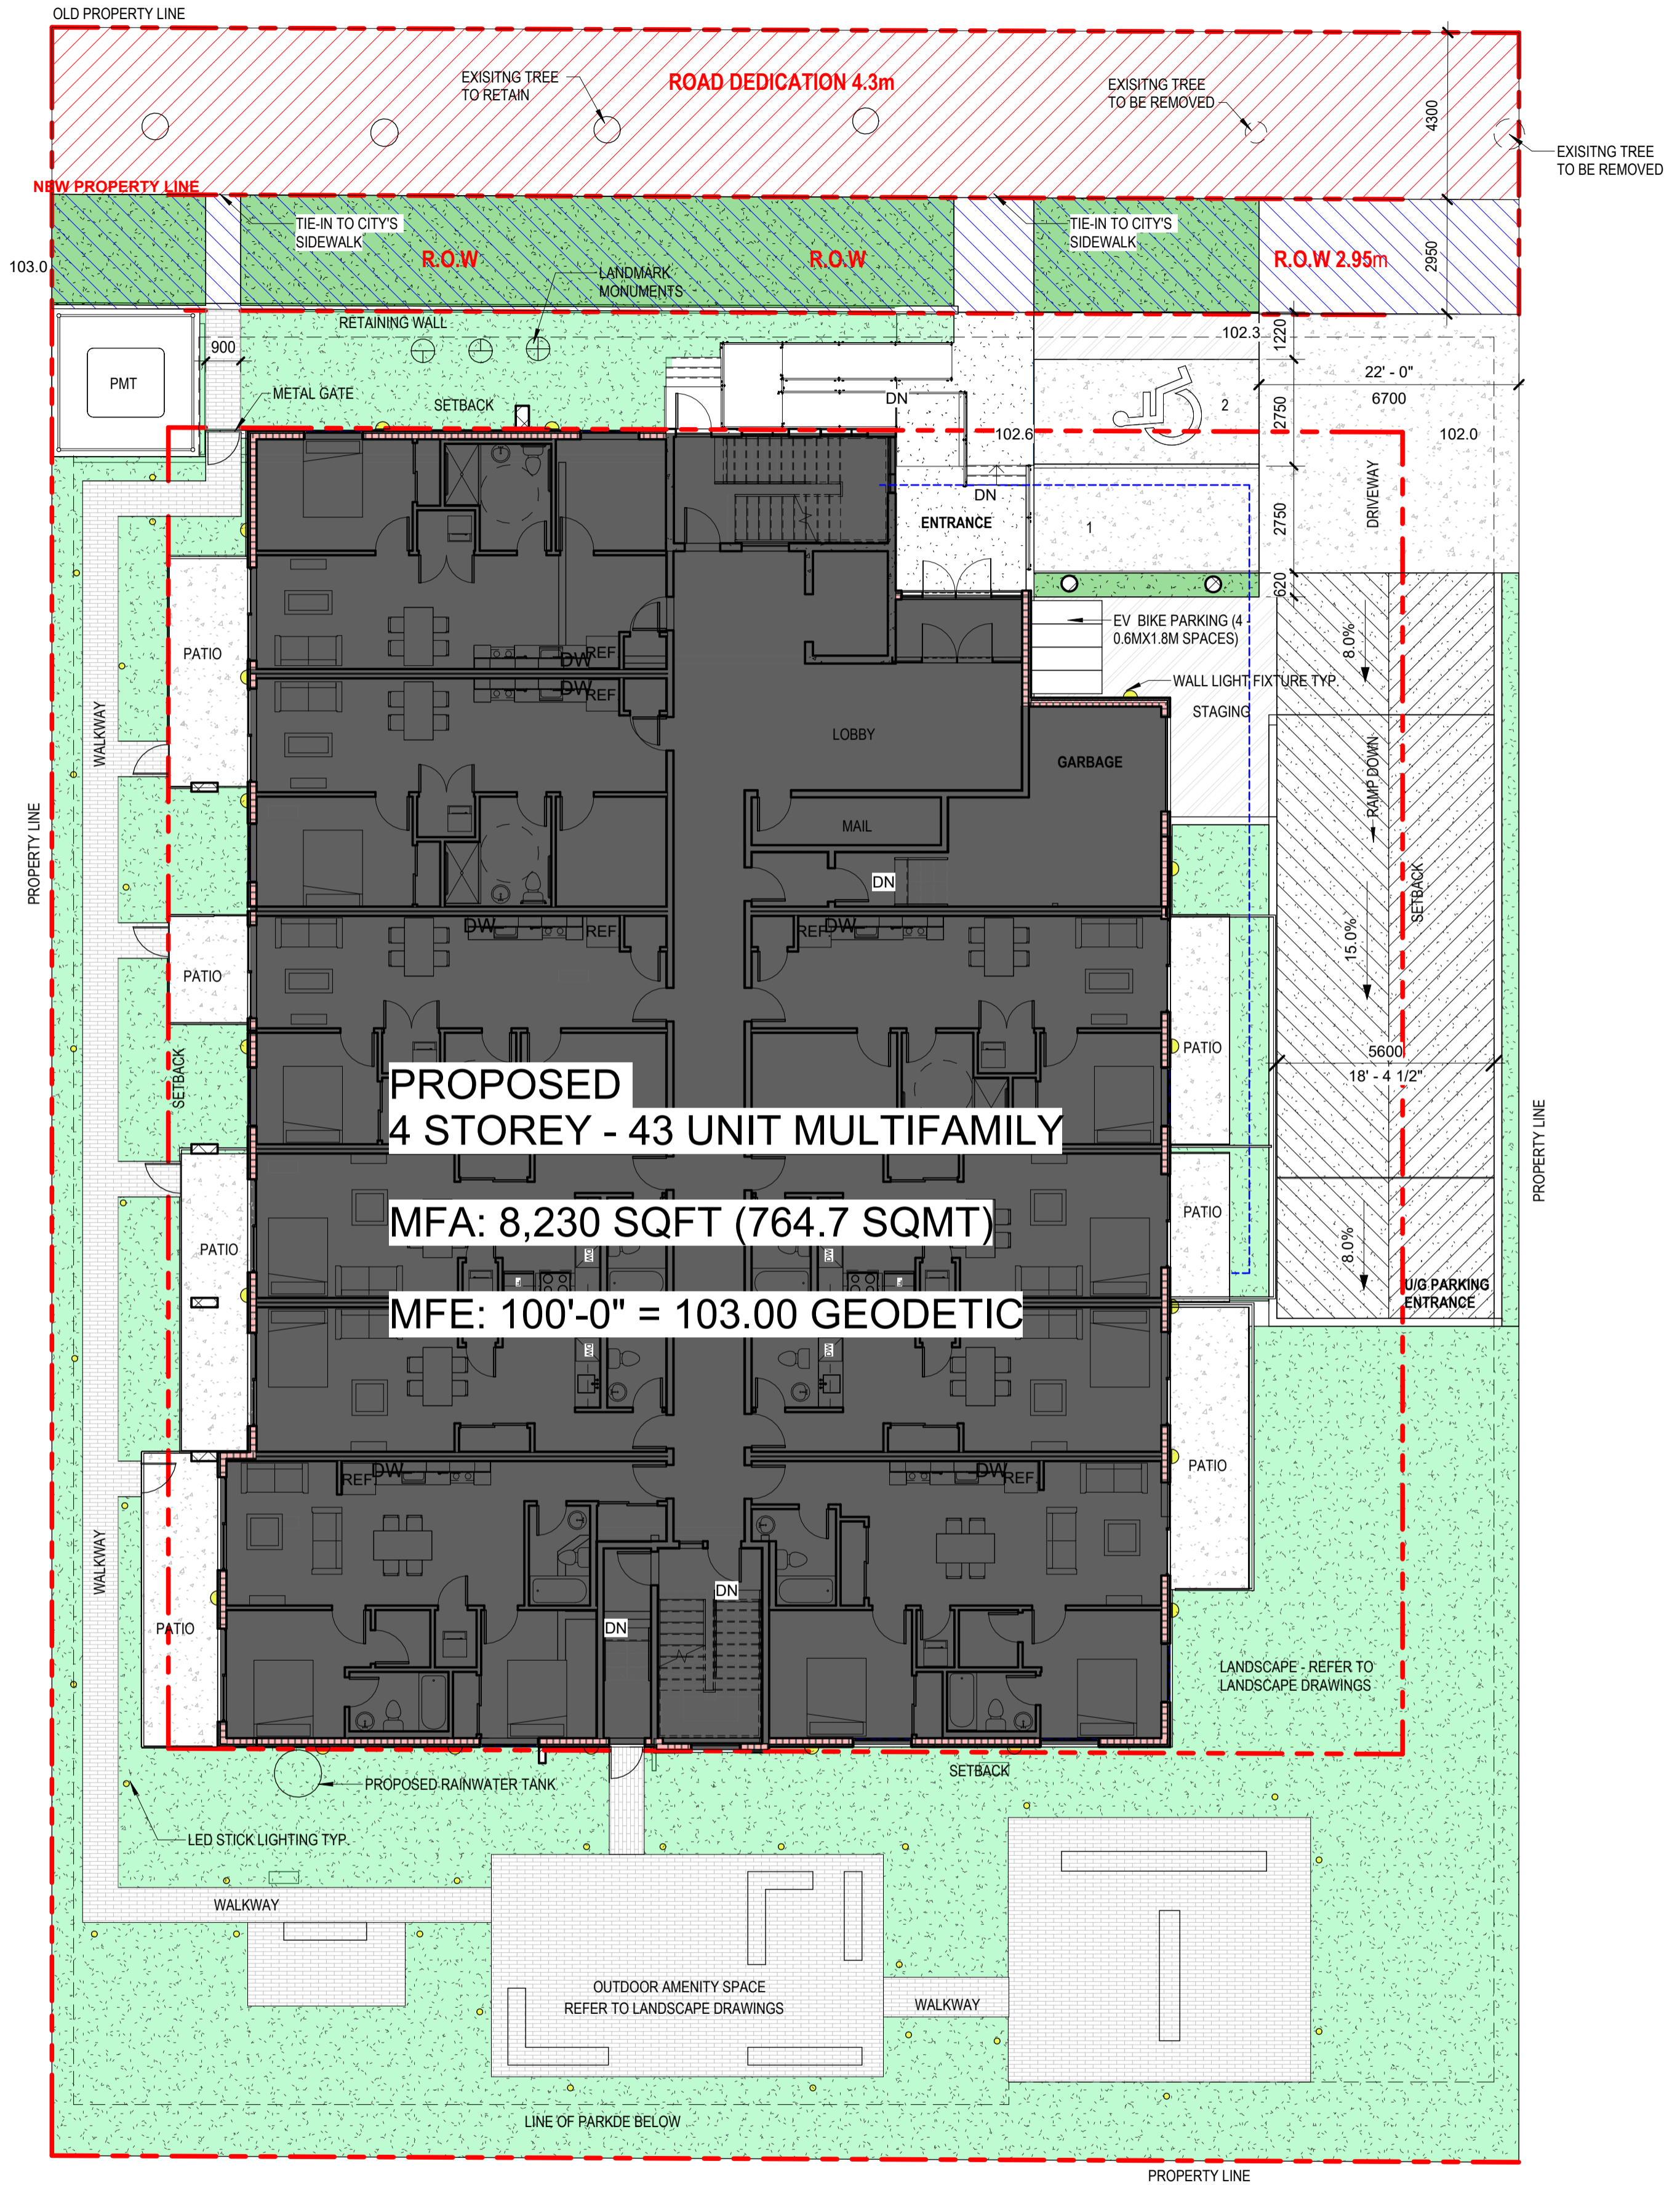 OLD PROPERTY LINE
EXISITNG TREE
TO RETAIN
ROAD DEDICATION 4.3m
EXISITNG TREE
TO BE REMOVED
4300
EXISITNG TREE
TO BE REMOVED
NEW PROPERTY LINE
TIE-IN TO CITY'S
SIDEWALK
TIE-IN TO CITY'S
SIDEWALK
R.O.W
R.O.W
R.O.W 2.95m
2950
103.0
LANDMARK
MONUMENTS
RETAINING WALL
102.3
1220
900
PMT
METAL GATE
SETBACK
DN
2
2750
22' - 0"
6700
102.6
102.0
DN
ENTRANCE
1
2750
DRIVEWAY
620
EV BIKE PARKING (4
0.6MX1.8M SPACES)
8.0%
PATIO
DW
REF
DW
REF
WALL LIGHT FIXTURE TYP
STAGING
WALKWAY
LOBBY
GARBAGE
RAMP DOWN
PROPERTY LINE
MAIL
DN
SETBACK
DW
REF
REF
DW
15.0%
PATIO
SETBACK
PATIO
5600
18' - 4 1/2"
PROPOSED
4 STOREY - 43 UNIT MULTIFAMILY
PROPERTY LINE
MFA: 8,230 SQFT (764.7 SQMT)
PATIO
PATIO
8.0%
DW
DW
U/G PARKING
ENTRANCE
MFE: 100'-0" = 103.00 GEODETIC
DW
DW
REF
DW
DW
REF
PATIO
WALKWAY
DN
DN
PATIO
LANDSCAPE - REFER TO
LANDSCAPE DRAWINGS
SETBACK
PROPOSED RAINWATER TANK
LED STICK LIGHTING TYP.
WALKWAY
OUTDOOR AMENITY SPACE
REFER TO LANDSCAPE DRAWINGS
WALKWAY
LINE OF PARKDE BELOW
PROPERTY LINE